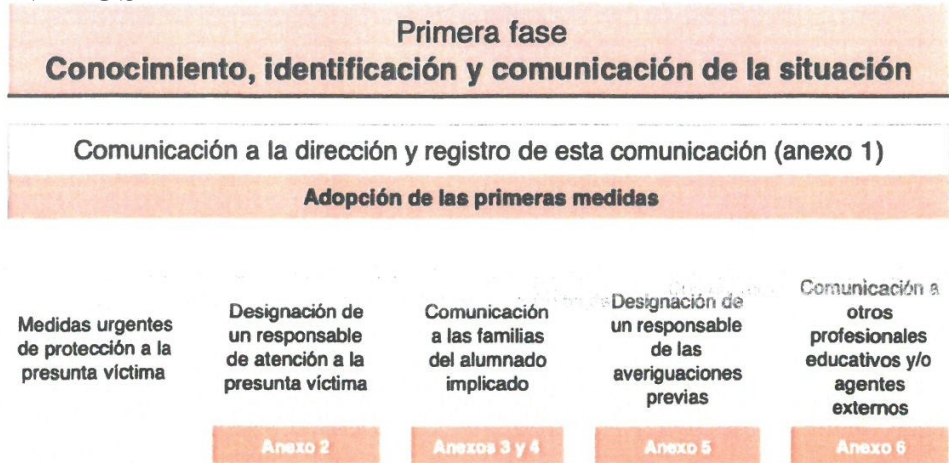 Primera fase
Conocimiento, identificación y comunicación de la situación
Comunicación a la dirección y registro de esta comunicación (anexo 1)
Adopción de las primeras medidas
Medidas urgentes
de protección a la
presunta víctima
Designación de
un responsable
de atención a la
presunta víctima
Anexo 2
Comunicación
a las familias
del alumnado
implicado
Anexos 3 y 4
Designación de
un responsable
de las
averiguaciones
previas
Anexo 5
Comunicación a
otros
profesionales
educativos y/o
agentes
externos
Anexo 6